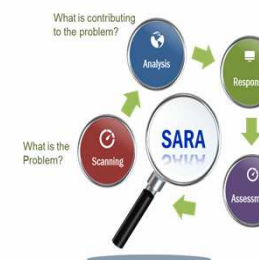 What is contributing
to the problem?
Analysis
What is the
Problem?
Scanning
SARA